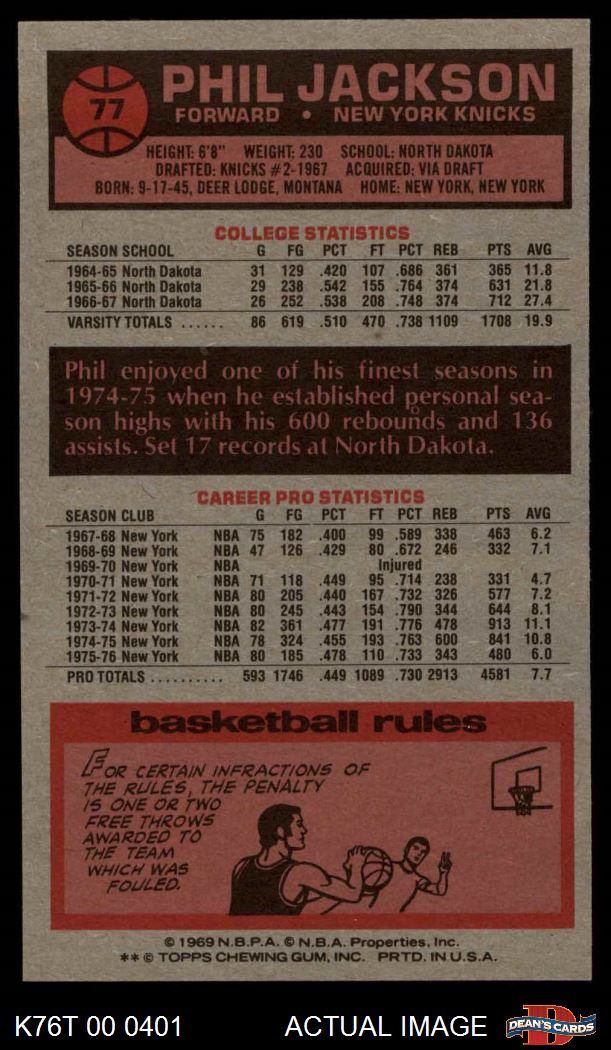 77
PHIL JACKSON
FORWARD • NEW YORK KNICKS
HEIGHT: 6'8" WEIGHT: 230 SCHOOL: NORTH DAKOTA
DRAFTED: KNICKS #2-1967 ACQUIRED: VIA DRAFT
BORN: 9-17-45, DEER LODGE, MONTANA HOME: NEW YORK, NEW YORK
COLLEGE STATISTICS
SEASON SCHOOL G FG PCT FT PCT REB PTS AVG
1964-65 North Dakota 31 129 .420 107 .686 361 365 11.8
1965-66 North Dakota 29 238 .542 155 .764 374 631 21.8
1966-67 North Dakota 26 252 .538 208 .748 374 712 27.4
VARSITY TOTALS ...... 86 619 .510 470 .738 1109 1708 19.9
Phil enjoyed one of his finest seasons in
1974-75 when he established personal sea-
son highs with his 600 rebounds and 136
assists. Set 17 records at North Dakota.
CAREER PRO STATISTICS
SEASON CLUB G FG PCT FT PCT REB PTS AVG
1967-68 New York NBA 75 182 .400 99 .589 338 463 6.2
1968-69 New York NBA 47 126 .429 80 .672 246 332 7.1
1969-70 New York NBA Injured
1970-71 New York NBA 71 118 .449 95 .714 238 331 4.7
1971-72 New York NBA 80 205 .440 167 .732 326 577 7.2
1972-73 New York NBA 80 245 .443 154 .790 344 644 8.1
1973-74 New York NBA 82 361 .477 191 .776 478 913 11.1
1974-75 New York NBA 78 324 .455 193 .763 600 841 10.8
1975-76 New York NBA 80 185 .478 110 .733 343 480 6.0
PRO TOTALS .......... 593 1746 .449 1089 .730 2913 4581 7.7
basketball rules
FOR CERTAIN INFRACTIONS OF
THE RULES, THE PENALTY
IS ONE OR TWO
FREE THROWS
AWARDED TO
THE TEAM
WHICH WAS
FOULED.
© 1969 N.B.P.A. © N.B.A. Properties, Inc.
** © TOPPS CHEWING GUM, INC. PRTD. IN U.S.A.
K76T 00 0401 ACTUAL IMAGE
D
DEAN'S CARDS